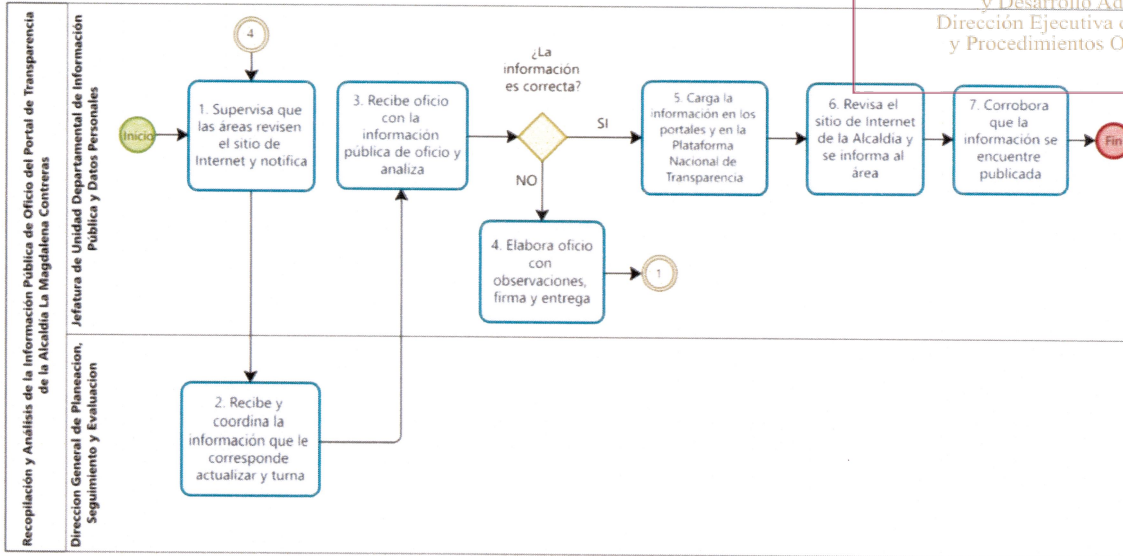 Recopilación y Análisis de la Información Pública de Oficio del Portal de Transparencia
de la Alcaldía La Magdalena Contreras
Jefatura de Unidad Departamental de Información
Pública y Datos Personales
Direccion General de Planeacion,
Seguimiento y Evaluacion
y Desarrollo
Dirección Ejecutiva
y Procedimientos
4
Inicio
1. Supervisa que
las áreas revisen
el sitio de
Internet y notifica
3. Recibe oficio
con la
información
pública de oficio y
analiza
¿La
información
es correcta?
SI
NO
4. Elabora oficio
con
observaciones,
firma y entrega
1
5. Carga la
información en los
portales y en la
Plataforma
Nacional de
Transparencia
6. Revisa el
sitio de Internet
de la Alcaldía y
se informa al
área
7. Corrobora
que la
información se
encuentre
publicada
Fin
2. Recibe y
coordina la
información que le
corresponde
actualizar y turna